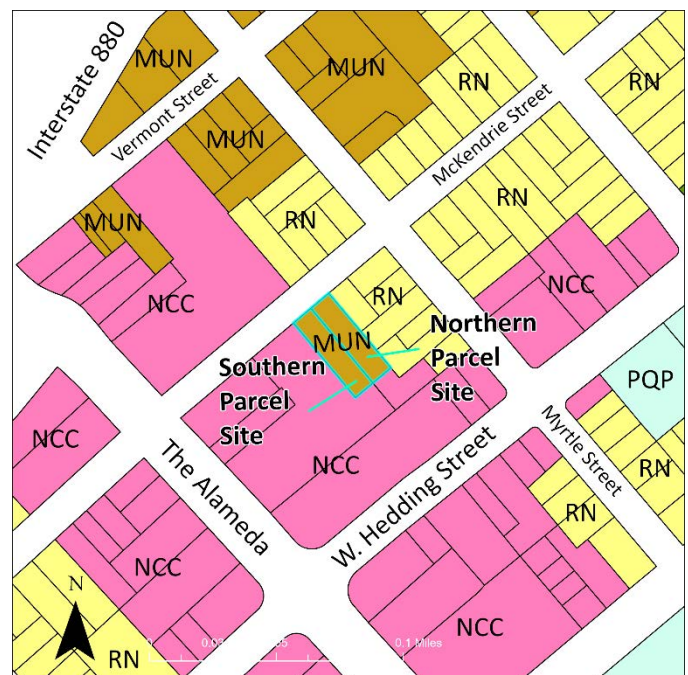 Interstate 880
MUN
Vermont Street
MUN
RN
RN
MUN
McKendrie Street
MUN
RN
RN
NCC
RN
NCC
MUN
Northern
Parcel
Site
Southern
Parcel
Site
PQP
NCC
The Alameda
NCC
W. Hedding Street
Myrtle Street
RN
RN
NCC
NCC
RN
N
0
0.1 Miles